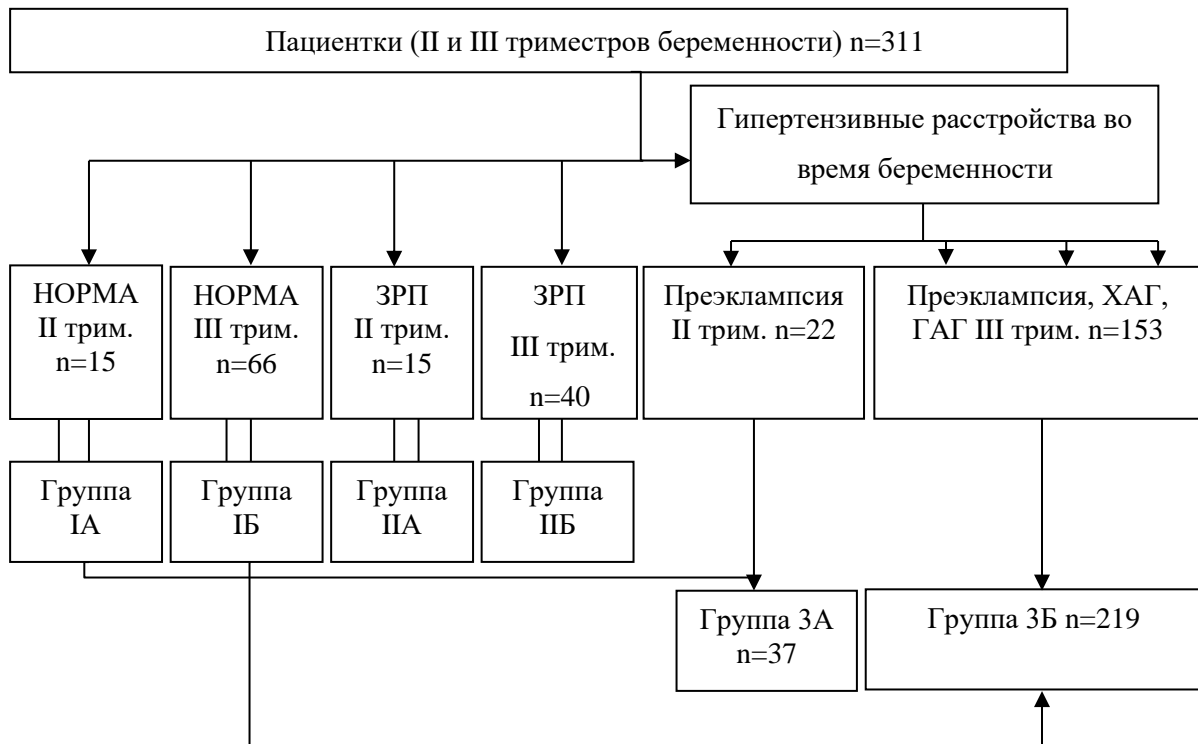 Пациентки (II и III триместров беременности) n=311
Гипертензивные расстройства во
время беременности
НОРМА
II трим.
n=15
НОРМА
III трим.
n=66
ЗРП
II трим.
n=15
ЗРП
III трим.
n=40
Преэклампсия
II трим. n=22
Преэклампсия, ХАГ,
ГАГ III трим. n=153
Группа
IА
Группа
IБ
Группа
IIА
Группа
IIБ
Группа 3А
n=37
Группа 3Б n=219